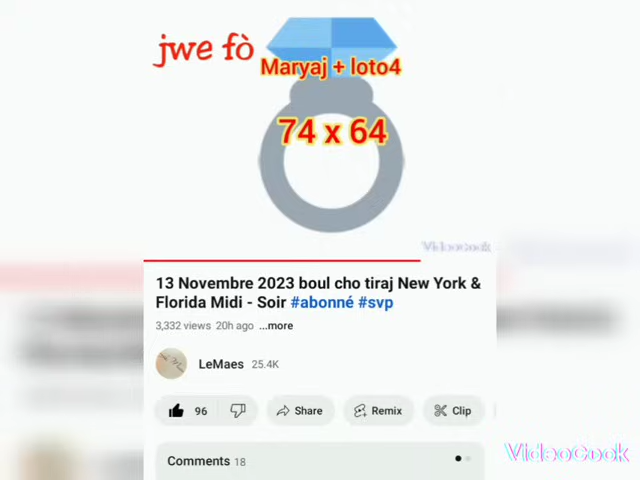 jwe fò
Maryaj + loto4
74 x 64
VideoCook
13 Novembre 2023 boul cho tiraj New York &
Florida Midi - Soir #abonné #svp
3,332 views 20h ago ...more
LeMaes 25.4K
96 Share Remix Clip
Comments 18
VideoCook